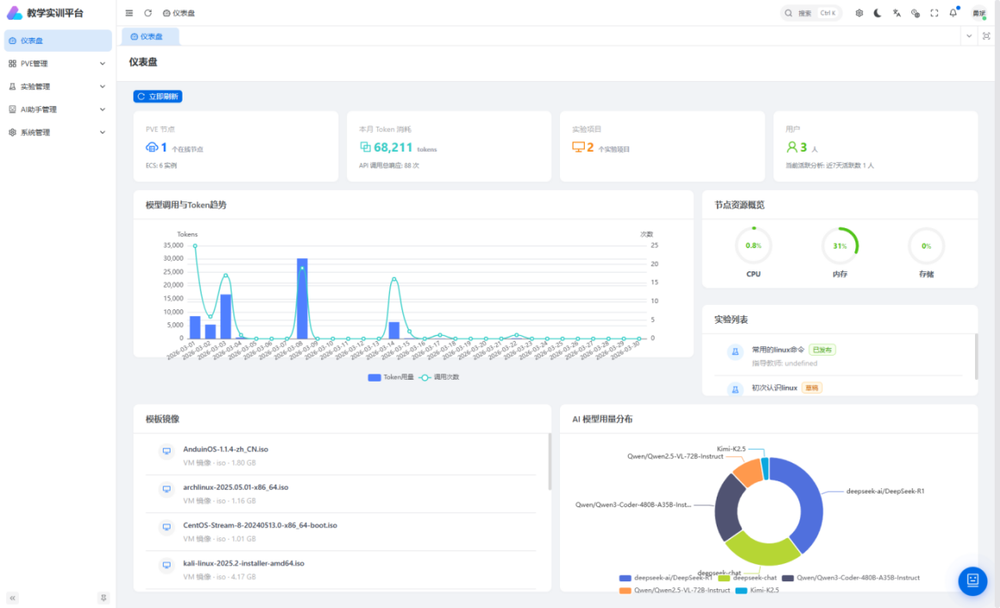 教学实训平台
仪表盘
搜索 Ctrl K
仪表盘
PVE管理
实验管理
AI助手管理
系统管理
仪表盘
仪表盘
立即刷新
PVE 节点
1 个在线节点
ECS: 6 实例
本月 Token 消耗
68,211 tokens
API 调用总响应: 88 次
实验项目
2 个实验项目
用户
3 人
当前活跃分析: 近7天活跃数 1 人
模型调用与Token趋势
Tokens
次数
35,000
30,000
25,000
20,000
15,000
10,000
5,000
0
25
20
15
10
5
0
2026-03-01
2026-03-02
2026-03-03
2026-03-04
2026-03-05
2026-03-06
2026-03-07
2026-03-08
2026-03-09
2026-03-10
2026-03-11
2026-03-12
2026-03-13
2026-03-14
2026-03-15
2026-03-16
2026-03-17
2026-03-18
2026-03-19
2026-03-20
2026-03-21
2026-03-22
2026-03-23
2026-03-24
2026-03-25
2026-03-26
2026-03-27
2026-03-28
2026-03-29
2026-03-30
Token用量 调用次数
节点资源概览
0.8% 31% 0%
CPU 内存 存储
实验列表
常用的linux命令 已发布
指导教师: undefined
初次认识linux 草稿
模板镜像
AnduinOS-1.1.4-zh_CN.iso
VM 镜像 · iso · 1.80 GB
archlinux-2025.05.01-x86_64.iso
VM 镜像 · iso · 1.16 GB
CentOS-Stream-8-20240513.0-x86_64-boot.iso
VM 镜像 · iso · 1.01 GB
kali-linux-2025.2-installer-amd64.iso
VM 镜像 · iso · 4.17 GB
AI 模型用量分布
Kimi-K2.5
Qwen/Qwen2.5-VL-72B-Instruct
deepseek-ai/DeepSeek-R1
Qwen/Qwen3-Coder-480B-A35B-Inst...
deepseek-chat
deepseek-ai/DeepSeek-R1 deepseek-chat Qwen/Qwen3-Coder-480B-A35B-Instruct
Qwen/Qwen2.5-VL-72B-Instruct Kimi-K2.5